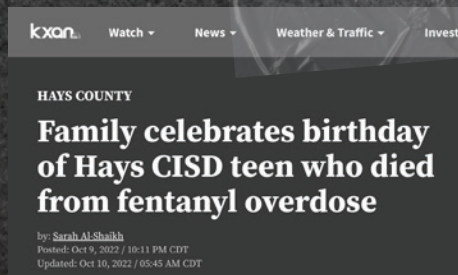 kxan
Watch
News
Weather & Traffic
Invest
HAYS COUNTY
Family celebrates birthday
of Hays CISD teen who died
from fentanyl overdose
by: Sarah Al-Shaikh
Posted: Oct 9, 2022 / 10:11 PM CDT
Updated: Oct 10, 2022 / 05:45 AM CDT